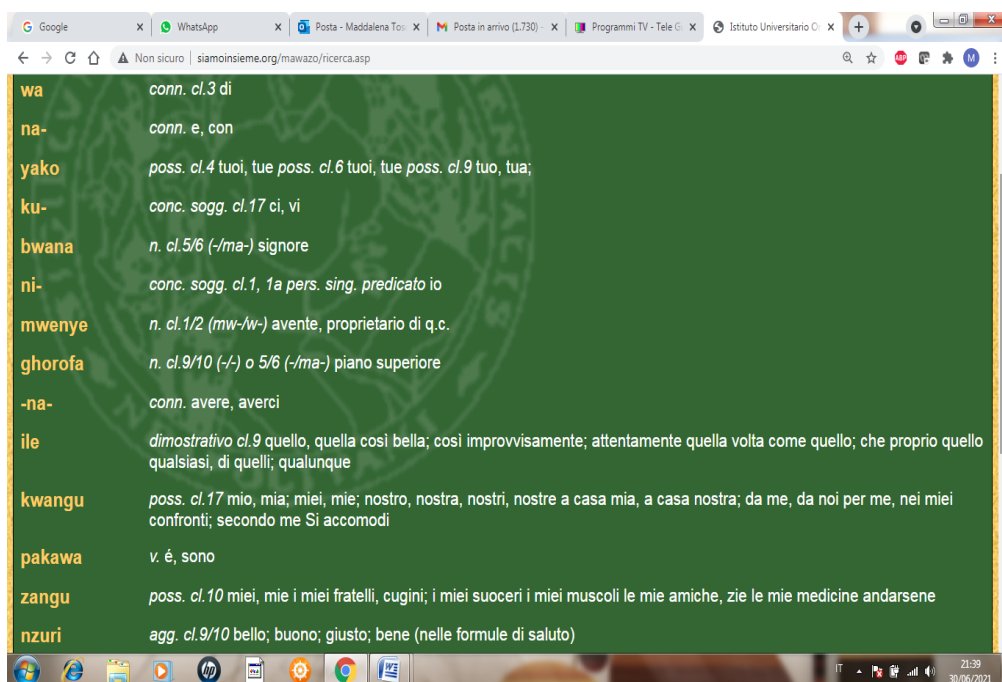 Google
WhatsApp
Posta - Maddalena Tos
Posta in arrivo (1.730) -
Programmi TV - Tele G
Istituto Universitario O
Non sicuro | siamoinsieme.org/mawazo/ricerca.asp
wa conn. cl.3 di
na- conn. e, con
yako poss. cl.4 tuoi, tue poss. cl.6 tuoi, tue poss. cl.9 tuo, tua;
ku- conc. sogg. cl.17 ci, vi
bwana n. cl.5/6 (-/ma-) signore
ni- conc. sogg. cl.1, 1a pers. sing. predicato io
mwenye n. cl.1/2 (mw-/w-) avente, proprietario di q.c.
ghorofa n. cl.9/10 (-/-) o 5/6 (-/ma-) piano superiore
-na- conn. avere, averci
ile dimostrativo cl.9 quello, quella così bella; così improvvisamente; attentamente quella volta come quello; che proprio quello
qualsiasi, di quelli; qualunque
kwangu poss. cl.17 mio, mia; miei, mie; nostro, nostra, nostri, nostre a casa mia, a casa nostra; da me, da noi per me, nei miei
confronti; secondo me Si accomodi
pakawa v. é, sono
zangu poss. cl.10 miei, mie i miei fratelli, cugini; i miei suoceri i miei muscoli le mie amiche, zie le mie medicine andarsene
nzuri agg. cl.9/10 bello; buono; giusto; bene (nelle formule di saluto)
IT
21:39
30/06/2021